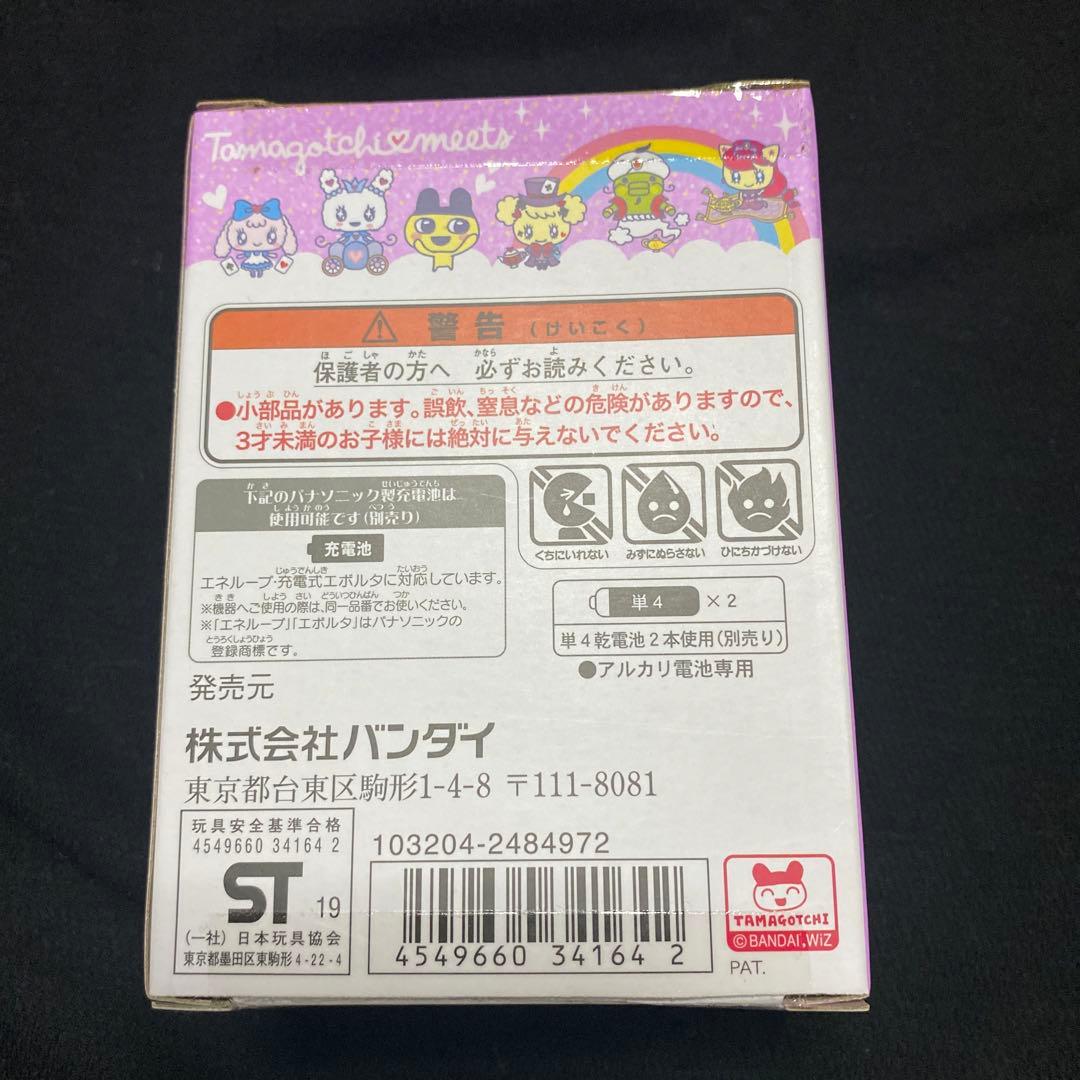 Tamagotchi♡meets
⚠ 警告 (けいこく)
保護者の方へ 必ずお読みください。
●小部品があります。誤飲、窒息などの危険がありますので、
3才未満のお子様には絶対に与えないでください。
下記のパナソニック製充電池は
使用可能です(別売り)
充電池
エネループ・充電式エボルタに対応しています。
※機器へご使用の際は、同一品番でお使いください。
※「エネループ」「エボルタ」はパナソニックの
登録商標です。
くちにいれない みずにぬらさない ひにちかづけない
単4 ×2
単4乾電池2本使用(別売り)
●アルカリ電池専用
発売元
株式会社バンダイ
東京都台東区駒形1-4-8 〒111-8081
玩具安全基準合格
4549660 34164 2
ST 19
(一社) 日本玩具協会
東京都墨田区東駒形4-22-4
103204-2484972
4549660 341642
TAMAGOTCHI
©BANDAI,WiZ
PAT.